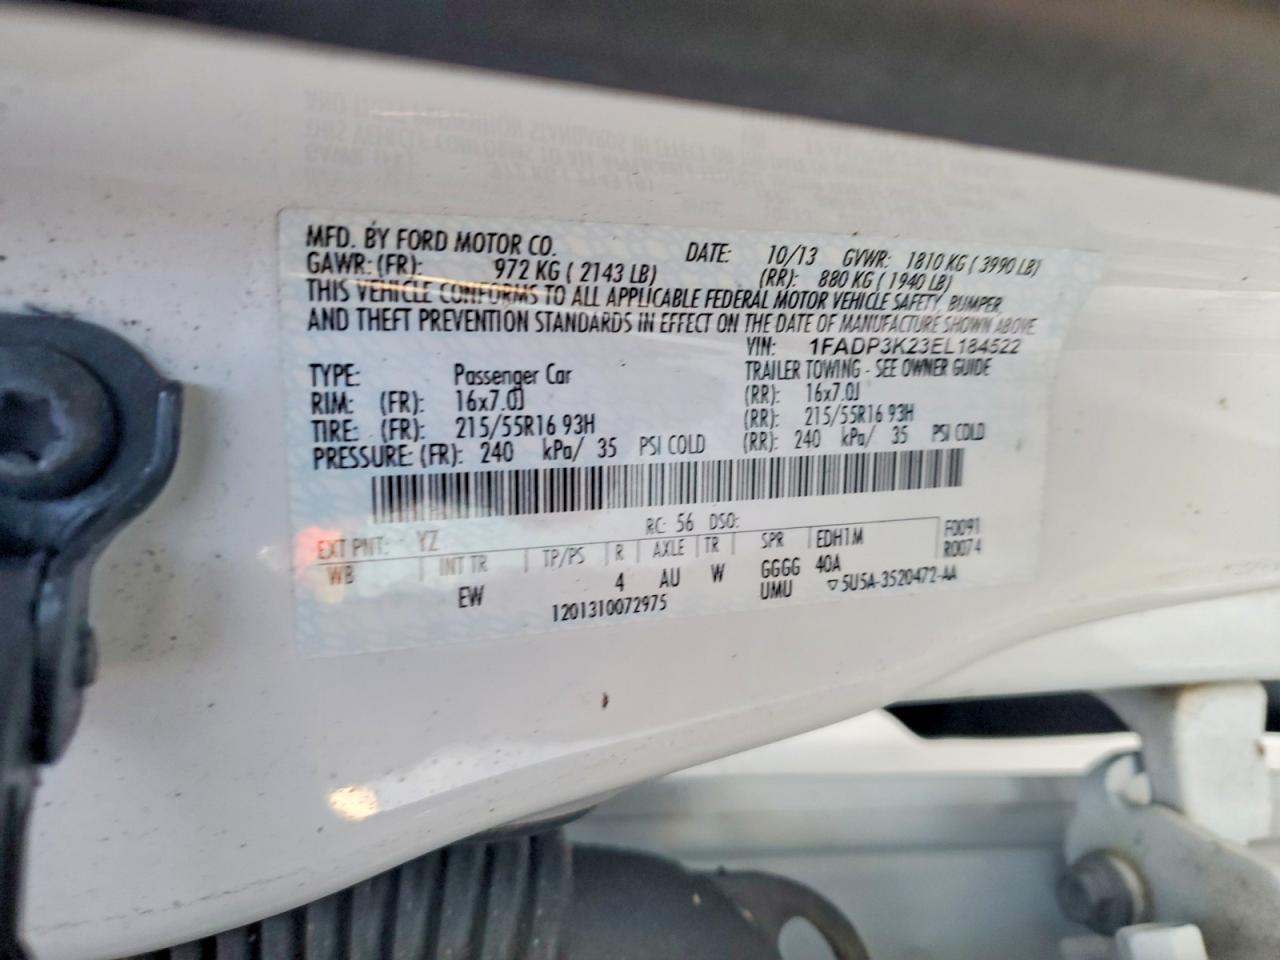 MFD. BY FORD MOTOR CO. DATE: 10/13 GVWR: 1810 KG ( 3990 LB)
GAWR: (FR): 972 KG ( 2143 LB) (RR): 880 KG ( 1940 LB)
THIS VEHICLE CONFORMS TO ALL APPLICABLE FEDERAL MOTOR VEHICLE SAFETY, BUMPER,
AND THEFT PREVENTION STANDARDS IN EFFECT ON THE DATE OF MANUFACTURE SHOWN ABOVE
VIN: 1FADP3K23EL184522
TYPE: Passenger Car TRAILER TOWING - SEE OWNER GUIDE
RIM: (FR): 16x7.0J (RR): 16x7.0J
TIRE: (FR): 215/55R16 93H (RR): 215/55R16 93H
PRESSURE: (FR): 240 kPa/ 35 PSI COLD (RR): 240 kPa/ 35 PSI COLD
RC: 56 DSO:
EXT PNT: YZ F0091
WB INT TR TP/PS R AXLE TR SPR EDH1M R0074
EW 4 AU W GGGG 40A
1201310072975 UMU ▽5U5A-3520472-AA